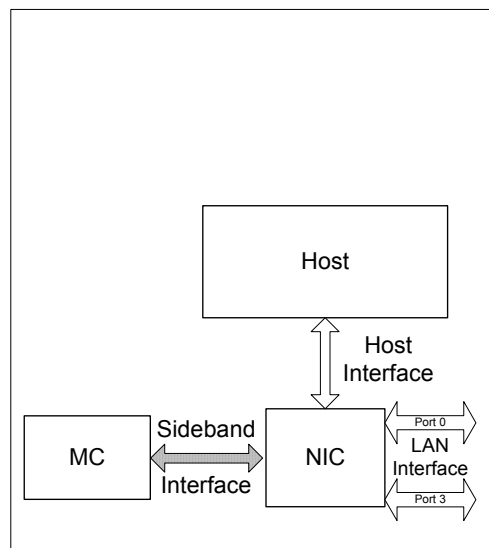 Host
Host
Interface
Sideband
Interface
MC
NIC
Port 0
LAN
Interface
Port 3